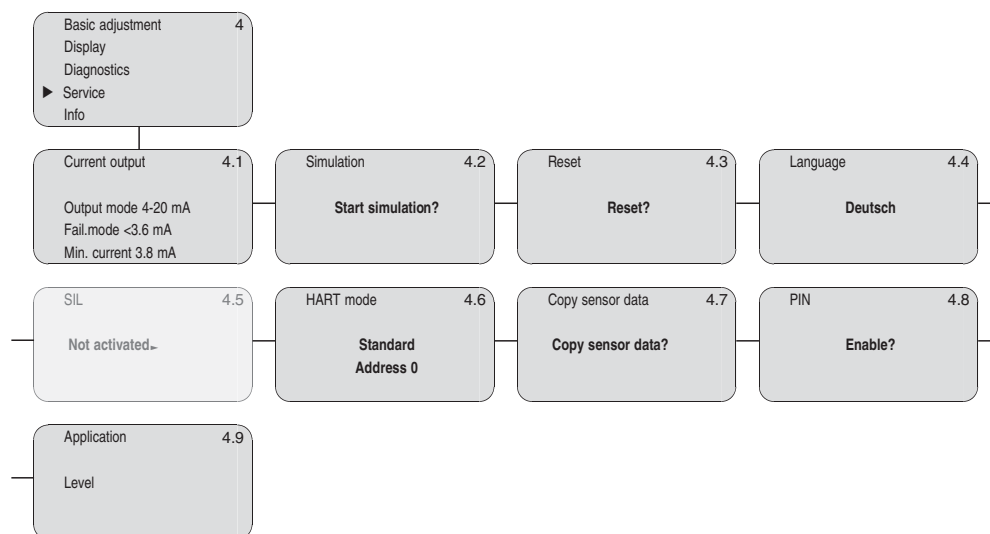 Basic adjustment 4
Display
Diagnostics
▶ Service
Info
Current output 4.1
Output mode 4-20 mA
Fail.mode <3.6 mA
Min. current 3.8 mA
Simulation 4.2
Start simulation?
Reset 4.3
Reset?
Language 4.4
Deutsch
SIL 4.5
Not activated►
HART mode 4.6
Standard
Address 0
Copy sensor data 4.7
Copy sensor data?
PIN 4.8
Enable?
Application 4.9
Level